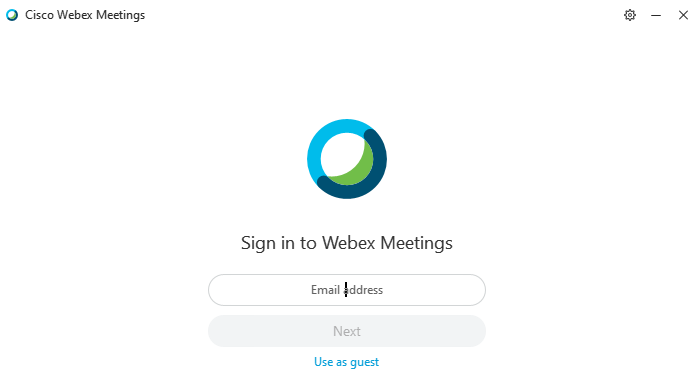 Cisco Webex Meetings
Sign in to Webex Meetings
Email address
Next
Use as guest